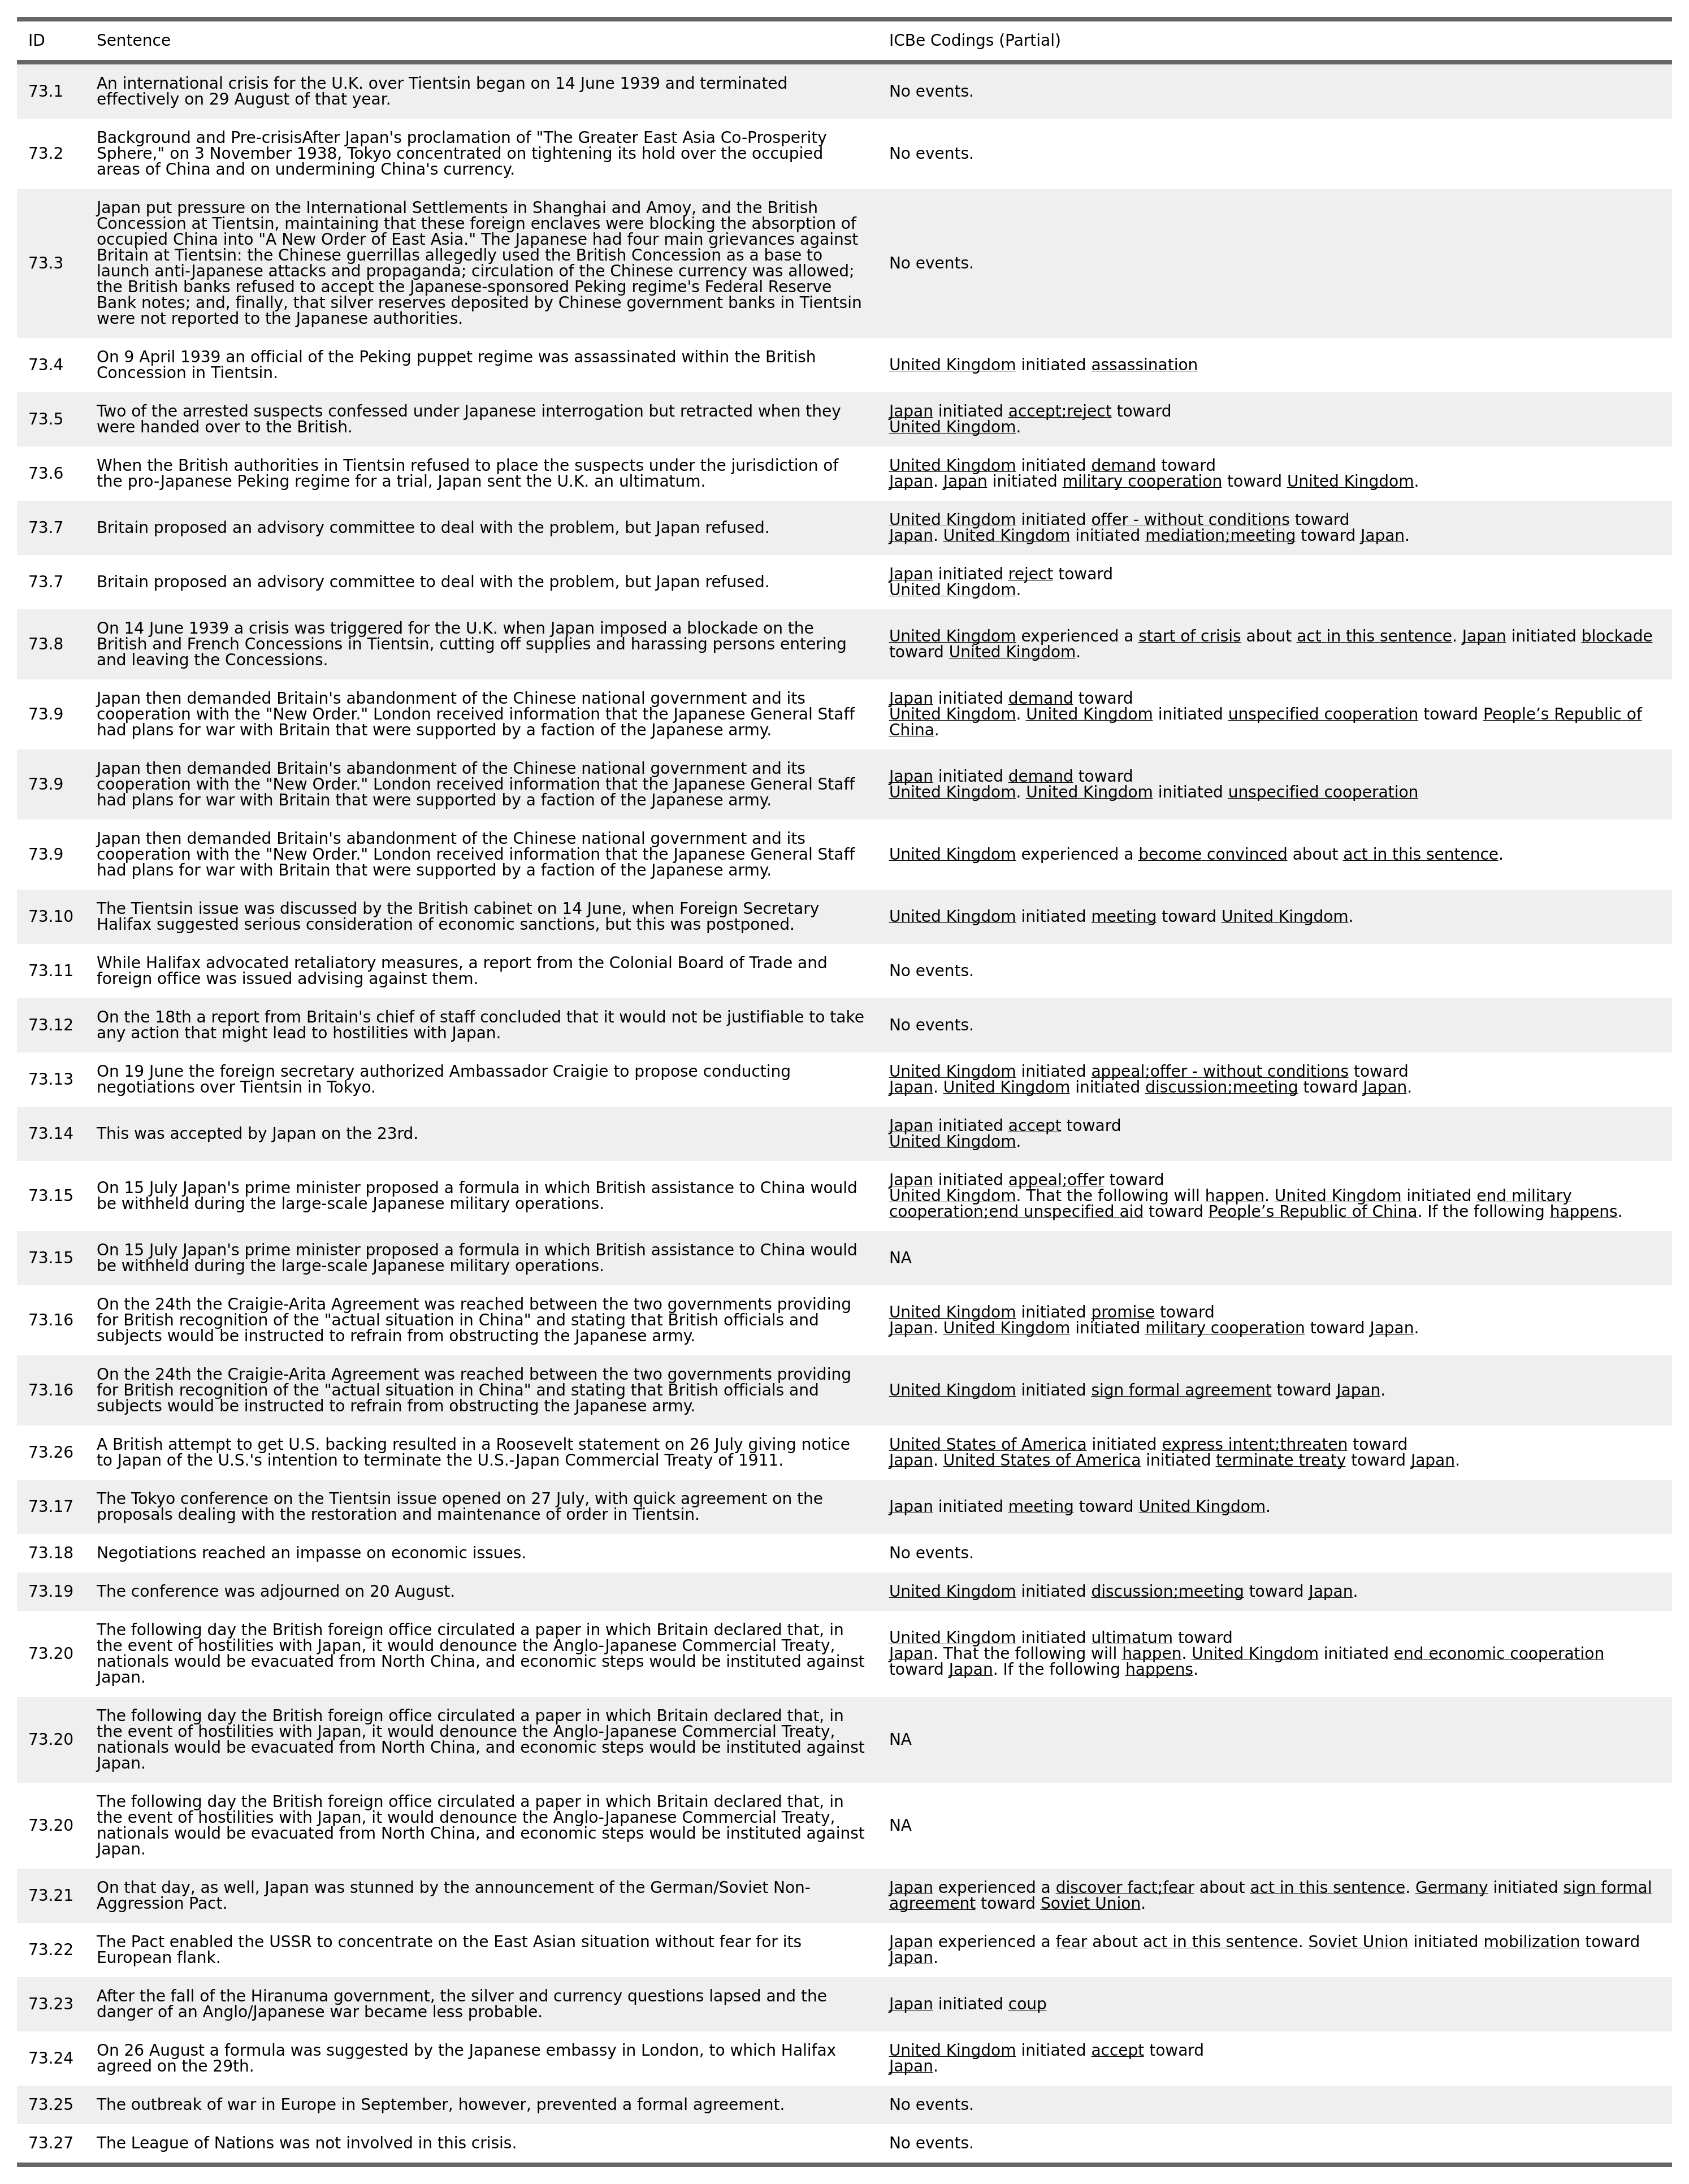 ID Sentence ICBe Codings (Partial)
73.1 An international crisis for the U.K. over Tientsin began on 14 June 1939 and terminated
effectively on 29 August of that year.
No events.
73.2 Background and Pre-crisisAfter Japan's proclamation of "The Greater East Asia Co-Prosperity
Sphere," on 3 November 1938, Tokyo concentrated on tightening its hold over the occupied
areas of China and on undermining China's currency.
No events.
73.3 Japan put pressure on the International Settlements in Shanghai and Amoy, and the British
Concession at Tientsin, maintaining that these foreign enclaves were blocking the absorption of
occupied China into "A New Order of East Asia." The Japanese had four main grievances against
Britain at Tientsin: the Chinese guerrillas allegedly used the British Concession as a base to
launch anti-Japanese attacks and propaganda; circulation of the Chinese currency was allowed;
the British banks refused to accept the Japanese-sponsored Peking regime's Federal Reserve
Bank notes; and, finally, that silver reserves deposited by Chinese government banks in Tientsin
were not reported to the Japanese authorities.
No events.
73.4 On 9 April 1939 an official of the Peking puppet regime was assassinated within the British
Concession in Tientsin.
United Kingdom initiated assassination
73.5 Two of the arrested suspects confessed under Japanese interrogation but retracted when they
were handed over to the British.
Japan initiated accept;reject toward
United Kingdom.
73.6 When the British authorities in Tientsin refused to place the suspects under the jurisdiction of
the pro-Japanese Peking regime for a trial, Japan sent the U.K. an ultimatum.
United Kingdom initiated demand toward
Japan. Japan initiated military cooperation toward United Kingdom.
73.7 Britain proposed an advisory committee to deal with the problem, but Japan refused.
United Kingdom initiated offer - without conditions toward
Japan. United Kingdom initiated mediation;meeting toward Japan.
73.7 Britain proposed an advisory committee to deal with the problem, but Japan refused.
Japan initiated reject toward
United Kingdom.
73.8 On 14 June 1939 a crisis was triggered for the U.K. when Japan imposed a blockade on the
British and French Concessions in Tientsin, cutting off supplies and harassing persons entering
and leaving the Concessions.
United Kingdom experienced a start of crisis about act in this sentence. Japan initiated blockade
toward United Kingdom.
73.9 Japan then demanded Britain's abandonment of the Chinese national government and its
cooperation with the "New Order." London received information that the Japanese General Staff
had plans for war with Britain that were supported by a faction of the Japanese army.
Japan initiated demand toward
United Kingdom. United Kingdom initiated unspecified cooperation toward People’s Republic of
China.
73.9 Japan then demanded Britain's abandonment of the Chinese national government and its
cooperation with the "New Order." London received information that the Japanese General Staff
had plans for war with Britain that were supported by a faction of the Japanese army.
Japan initiated demand toward
United Kingdom. United Kingdom initiated unspecified cooperation
73.9 Japan then demanded Britain's abandonment of the Chinese national government and its
cooperation with the "New Order." London received information that the Japanese General Staff
had plans for war with Britain that were supported by a faction of the Japanese army.
United Kingdom experienced a become convinced about act in this sentence.
73.10 The Tientsin issue was discussed by the British cabinet on 14 June, when Foreign Secretary
Halifax suggested serious consideration of economic sanctions, but this was postponed.
United Kingdom initiated meeting toward United Kingdom.
73.11 While Halifax advocated retaliatory measures, a report from the Colonial Board of Trade and
foreign office was issued advising against them.
No events.
73.12 On the 18th a report from Britain's chief of staff concluded that it would not be justifiable to take
any action that might lead to hostilities with Japan.
No events.
73.13 On 19 June the foreign secretary authorized Ambassador Craigie to propose conducting
negotiations over Tientsin in Tokyo.
United Kingdom initiated appeal;offer - without conditions toward
Japan. United Kingdom initiated discussion;meeting toward Japan.
73.14 This was accepted by Japan on the 23rd.
Japan initiated accept toward
United Kingdom.
73.15 On 15 July Japan's prime minister proposed a formula in which British assistance to China would
be withheld during the large-scale Japanese military operations.
Japan initiated appeal;offer toward
United Kingdom. That the following will happen. United Kingdom initiated end military
cooperation;end unspecified aid toward People’s Republic of China. If the following happens.
73.15 On 15 July Japan's prime minister proposed a formula in which British assistance to China would
be withheld during the large-scale Japanese military operations.
NA
73.16 On the 24th the Craigie-Arita Agreement was reached between the two governments providing
for British recognition of the "actual situation in China" and stating that British officials and
subjects would be instructed to refrain from obstructing the Japanese army.
United Kingdom initiated promise toward
Japan. United Kingdom initiated military cooperation toward Japan.
73.16 On the 24th the Craigie-Arita Agreement was reached between the two governments providing
for British recognition of the "actual situation in China" and stating that British officials and
subjects would be instructed to refrain from obstructing the Japanese army.
United Kingdom initiated sign formal agreement toward Japan.
73.26 A British attempt to get U.S. backing resulted in a Roosevelt statement on 26 July giving notice
to Japan of the U.S.'s intention to terminate the U.S.-Japan Commercial Treaty of 1911.
United States of America initiated express intent;threaten toward
Japan. United States of America initiated terminate treaty toward Japan.
73.17 The Tokyo conference on the Tientsin issue opened on 27 July, with quick agreement on the
proposals dealing with the restoration and maintenance of order in Tientsin.
Japan initiated meeting toward United Kingdom.
73.18 Negotiations reached an impasse on economic issues.
No events.
73.19 The conference was adjourned on 20 August.
United Kingdom initiated discussion;meeting toward Japan.
73.20 The following day the British foreign office circulated a paper in which Britain declared that, in
the event of hostilities with Japan, it would denounce the Anglo-Japanese Commercial Treaty,
nationals would be evacuated from North China, and economic steps would be instituted against
Japan.
United Kingdom initiated ultimatum toward
Japan. That the following will happen. United Kingdom initiated end economic cooperation
toward Japan. If the following happens.
73.20 The following day the British foreign office circulated a paper in which Britain declared that, in
the event of hostilities with Japan, it would denounce the Anglo-Japanese Commercial Treaty,
nationals would be evacuated from North China, and economic steps would be instituted against
Japan.
NA
73.20 The following day the British foreign office circulated a paper in which Britain declared that, in
the event of hostilities with Japan, it would denounce the Anglo-Japanese Commercial Treaty,
nationals would be evacuated from North China, and economic steps would be instituted against
Japan.
NA
73.21 On that day, as well, Japan was stunned by the announcement of the German/Soviet Non-
Aggression Pact.
Japan experienced a discover fact;fear about act in this sentence. Germany initiated sign formal
agreement toward Soviet Union.
73.22 The Pact enabled the USSR to concentrate on the East Asian situation without fear for its
European flank.
Japan experienced a fear about act in this sentence. Soviet Union initiated mobilization toward
Japan.
73.23 After the fall of the Hiranuma government, the silver and currency questions lapsed and the
danger of an Anglo/Japanese war became less probable.
Japan initiated coup
73.24 On 26 August a formula was suggested by the Japanese embassy in London, to which Halifax
agreed on the 29th.
United Kingdom initiated accept toward
Japan.
73.25 The outbreak of war in Europe in September, however, prevented a formal agreement.
No events.
73.27 The League of Nations was not involved in this crisis.
No events.